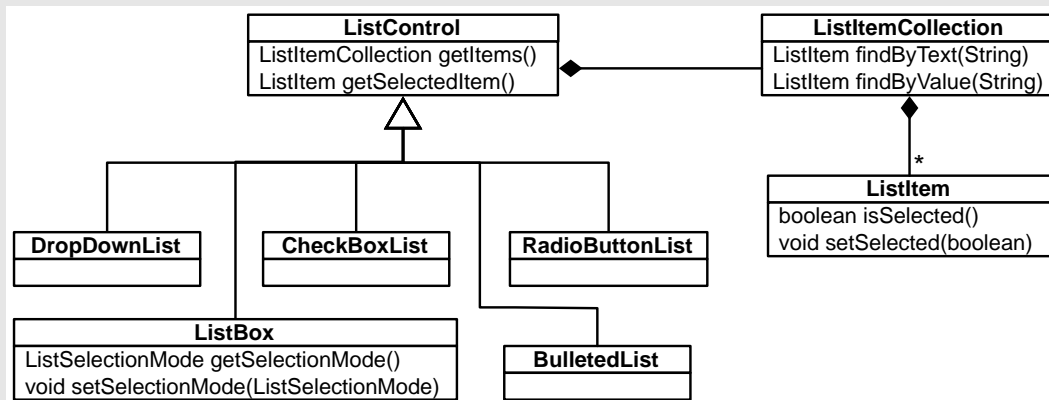 ListControl
ListItemCollection getItems()
ListItem getSelectedItem()
ListItemCollection
ListItem findByText(String)
ListItem findByValue(String)
*
ListItem
boolean isSelected()
void setSelected(boolean)
DropDownList
CheckBoxList
RadioButtonList
ListBox
ListSelectionMode getSelectionMode()
void setSelectionMode(ListSelectionMode)
BulletedList